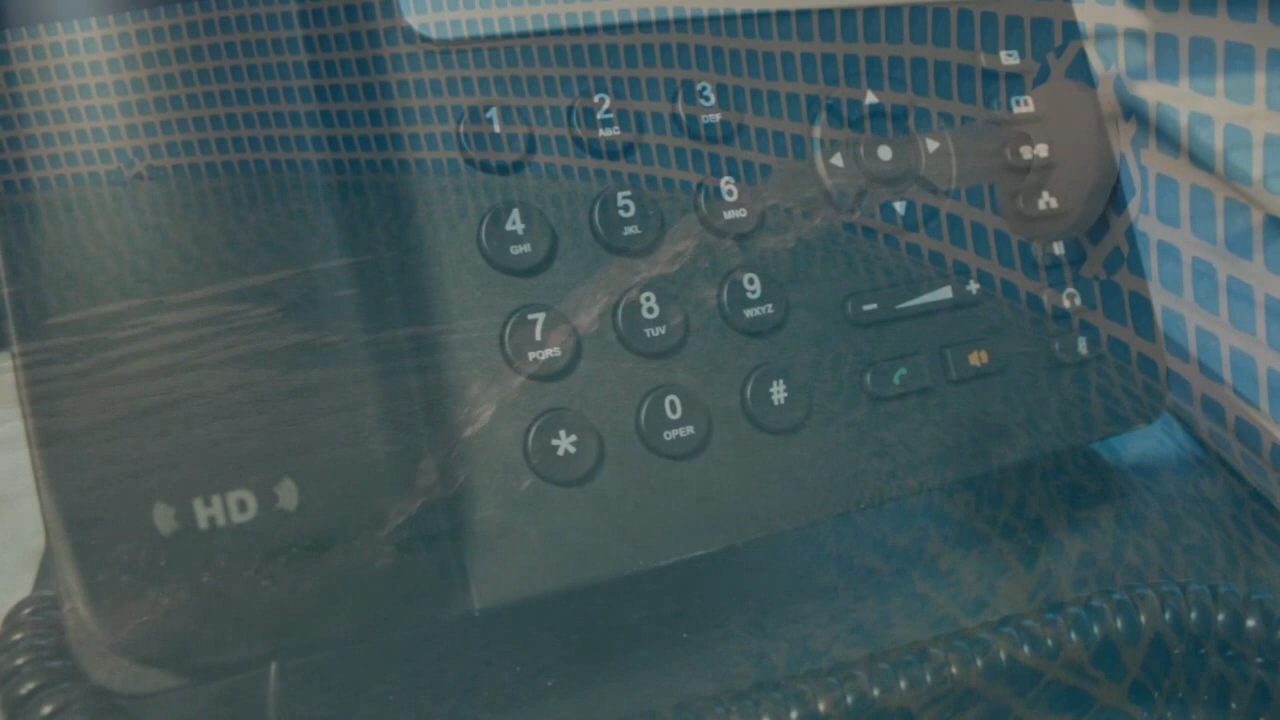 1
2 ABC
3 DEF
4 GHI
5 JKL
6 MNO
7 PQRS
8 TUV
9 WXYZ
*
0 OPER
#
- +
HD